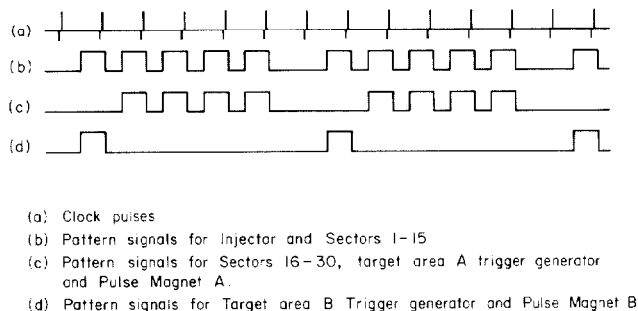 (a)
(b)
(c)
(d)
(a) Clock pulses
(b) Pattern signals for Injector and Sectors 1-15
(c) Pattern signals for Sectors 16-30, target area A trigger generator
and Pulse Magnet A.
(d) Pattern signals for Target area B Trigger generator and Pulse Magnet B